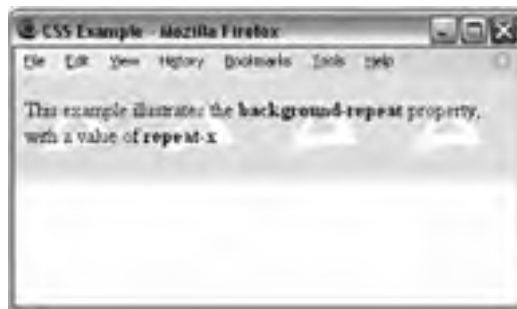 CSS Example - Mozilla Firefox
File Edit View History Bookmarks Tools Help
This example illustrates the background-repeat property,
with a value of repeat-x